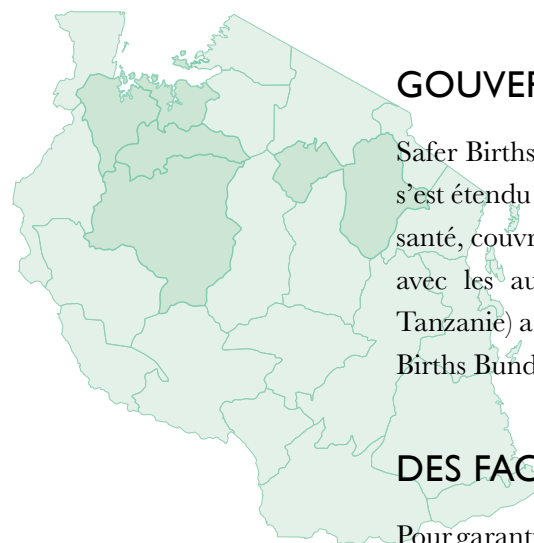 GOUVER
Safer Births
s’est étendu
santé, couvr
avec les au
Tanzanie) a
Births Bund
DES FAC
Pour garant